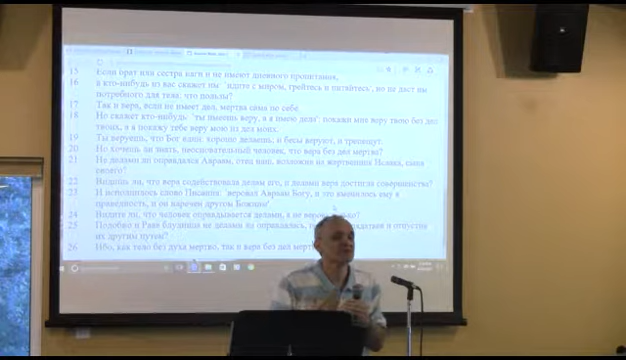 15 Если брат или сестра наги и не имеют дневного пропитания,
16 а кто-нибудь из вас скажет им: 'идите с миром, грейтесь и питайтесь', но не даст им
потребного для тела: что пользы?
17 Так и вера, если не имеет дел, мертва сама по себе.
18 Но скажет кто-нибудь: 'ты имеешь веру, а я имею дела': покажи мне веру твою без дел
твоих, а я покажу тебе веру мою из дел моих.
19 Ты веруешь, что Бог един: хорошо делаешь; и бесы веруют, и трепещут.
20 Но хочешь ли знать, неосновательный человек, что вера без дел мертва?
21 Не делами ли оправдался Авраам, отец наш, возложив на жертвенник Исаака, сына
своего?
22 Видишь ли, что вера содействовала делам его, и делами вера достигла совершенства?
23 И исполнилось слово Писания: 'веровал Авраам Богу, и это вменилось ему в
праведность, и он наречен другом Божиим'.
24 Видите ли, что человек оправдывается делами, а не верою
25 Подобно и Раав блудница не делами ли оправдалась, и отпустив
их другим путем?
26 Ибо, как тело без духа мертво, так и вера без дел